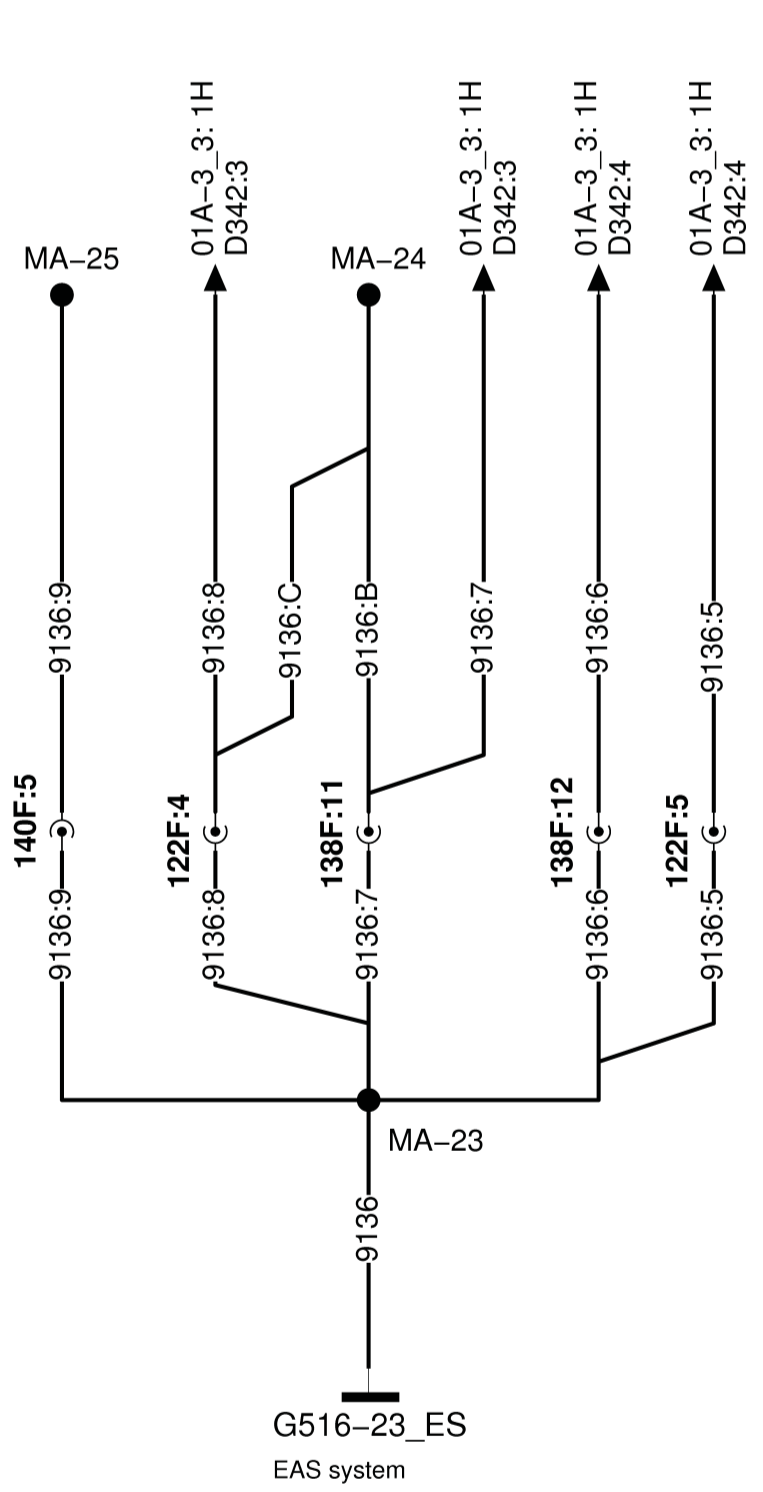 01A-3_3: 1H
D342:3
01A-3_3: 1H
D342:3
01A-3_3: 1H
D342:4
01A-3_3: 1H
D342:4
MA-25
MA-24
9136:9
9136:8
9136:C
9136:B
9136:7
9136:6
9136:5
140F:5
122F:4
138F:11
138F:12
122F:5
9136:9
9136:8
9136:7
9136:6
9136:5
MA-23
9136
G516-23_ES
EAS system